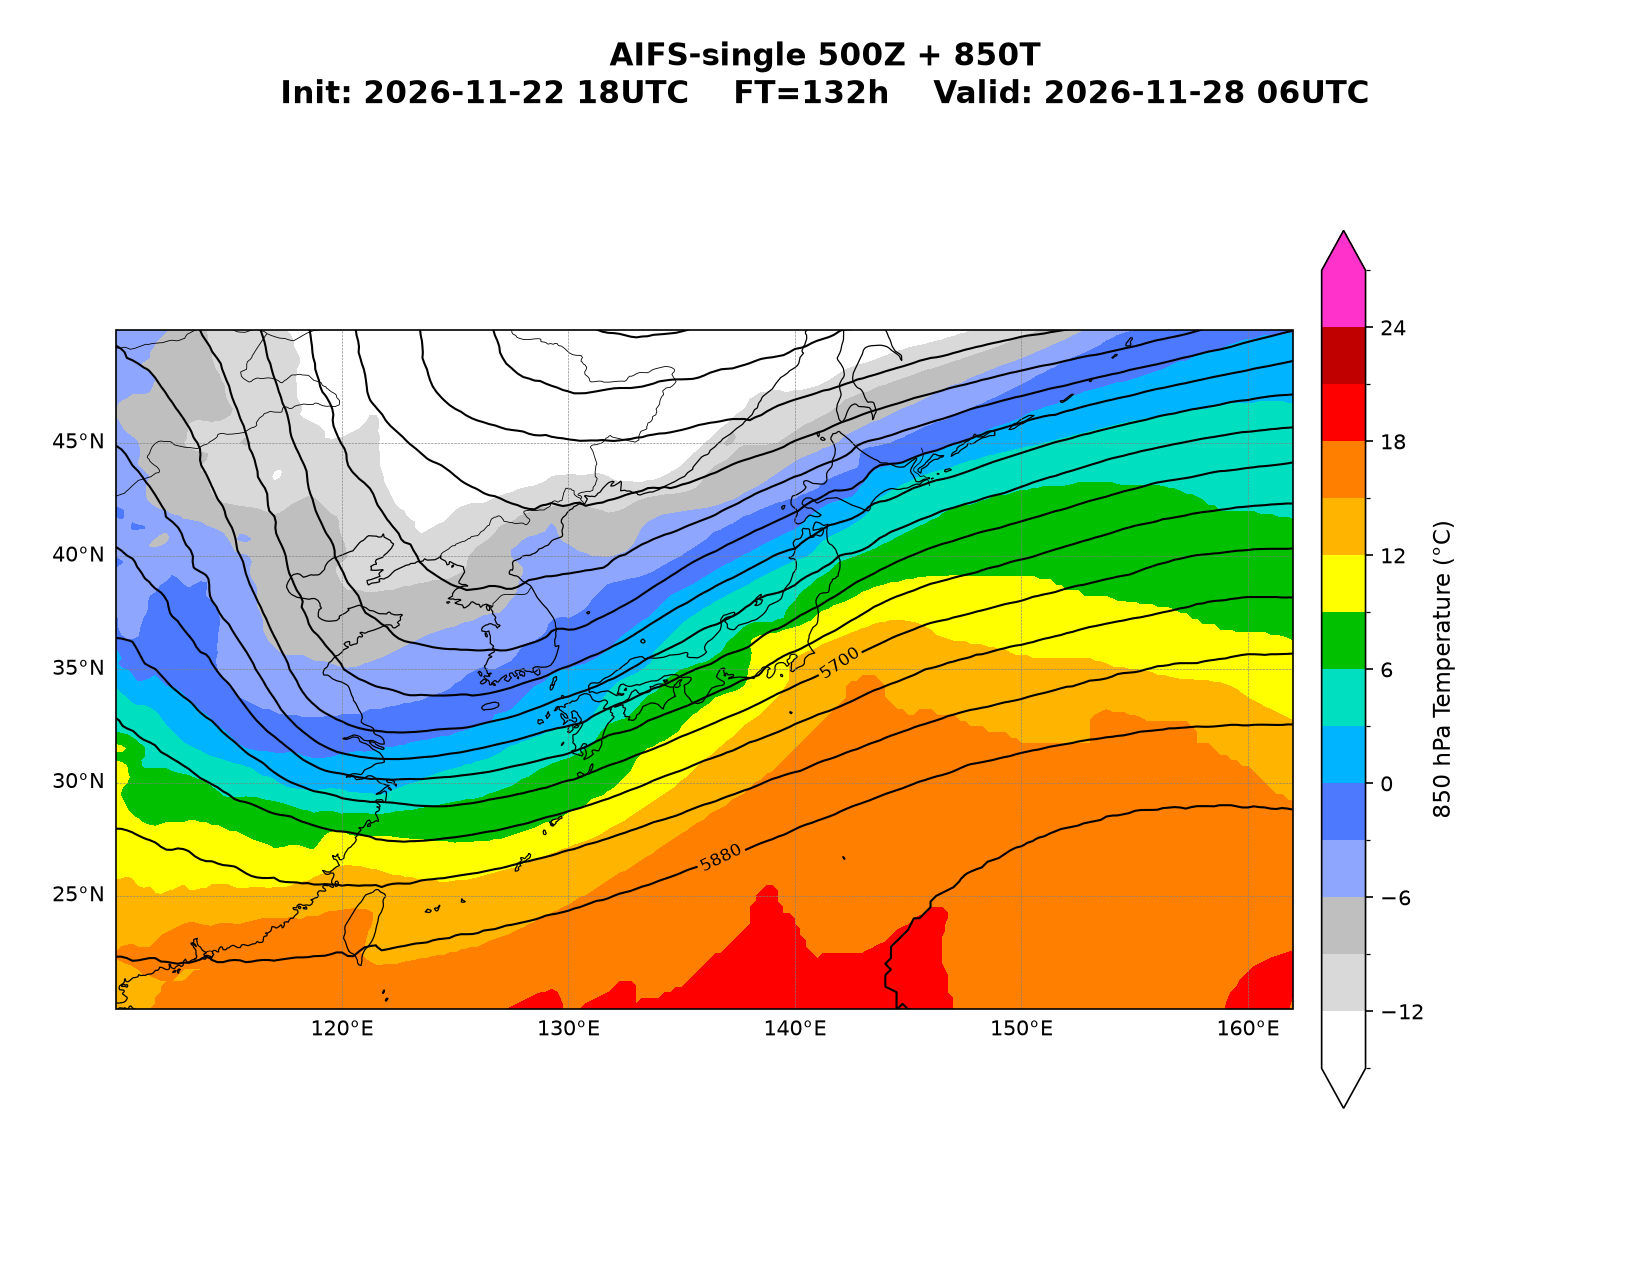 AIFS-single 500Z + 850T
Init: 2026-11-22 18UTC    FT=132h    Valid: 2026-11-28 06UTC
45°N
40°N
35°N
30°N
25°N
120°E
130°E
140°E
150°E
160°E
5700
5880
24
18
12
6
0
−6
−12
850 hPa Temperature (°C)